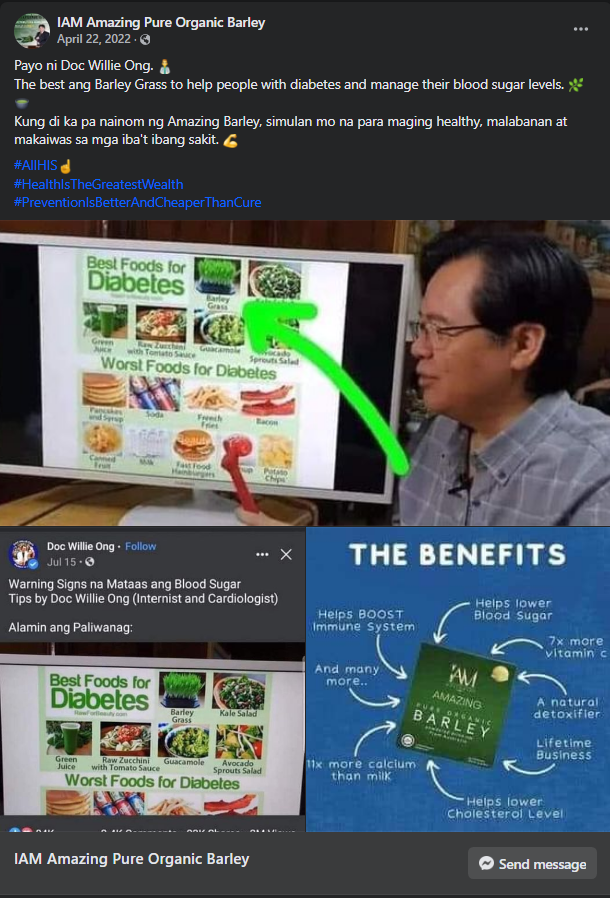 IAM Amazing Pure Organic Barley
April 22, 2022 ·
Payo ni Doc Willie Ong.
The best ang Barley Grass to help people with diabetes and manage their blood sugar levels.
Kung di ka pa nainom ng Amazing Barley, simulan mo na para maging healthy, malabanan at
makaiwas sa mga iba't ibang sakit.
#AllHIS
#HealthIsTheGreatestWealth
#PreventionIsBetterAndCheaperThanCure
Best Foods for
Diabetes
Barley
Grass
Green
Juice
Raw Zucchini
with Tomato Sauce
Guacamole
Avocado
Sprouts Salad
Worst Foods for Diabetes
Pancakes
and Syrup
Soda
French
Fries
Bacon
Canned
Fruit
Milk
Fast Food
Hamburgers
Potato
Chips
Doc Willie Ong · Follow
Jul 15 ·
Warning Signs na Mataas ang Blood Sugar
Tips by Doc Willie Ong (Internist and Cardiologist)
Alamin ang Paliwanag:
Best Foods for
Diabetes
Barley
Grass
Kale Salad
Green
Juice
Raw Zucchini
with Tomato Sauce
Guacamole
Avocado
Sprouts Salad
Worst Foods for Diabetes
THE BENEFITS
Helps BOOST
Immune System
Helps lower
Blood Sugar
7x more
vitamin c
And many
more..
A natural
detoxifier
Lifetime
Business
11x more calcium
than milk
Helps lower
Cholesterol Level
IAM
AMAZING
PURE ORGANIC
BARLEY
IAM Amazing Pure Organic Barley
Send message